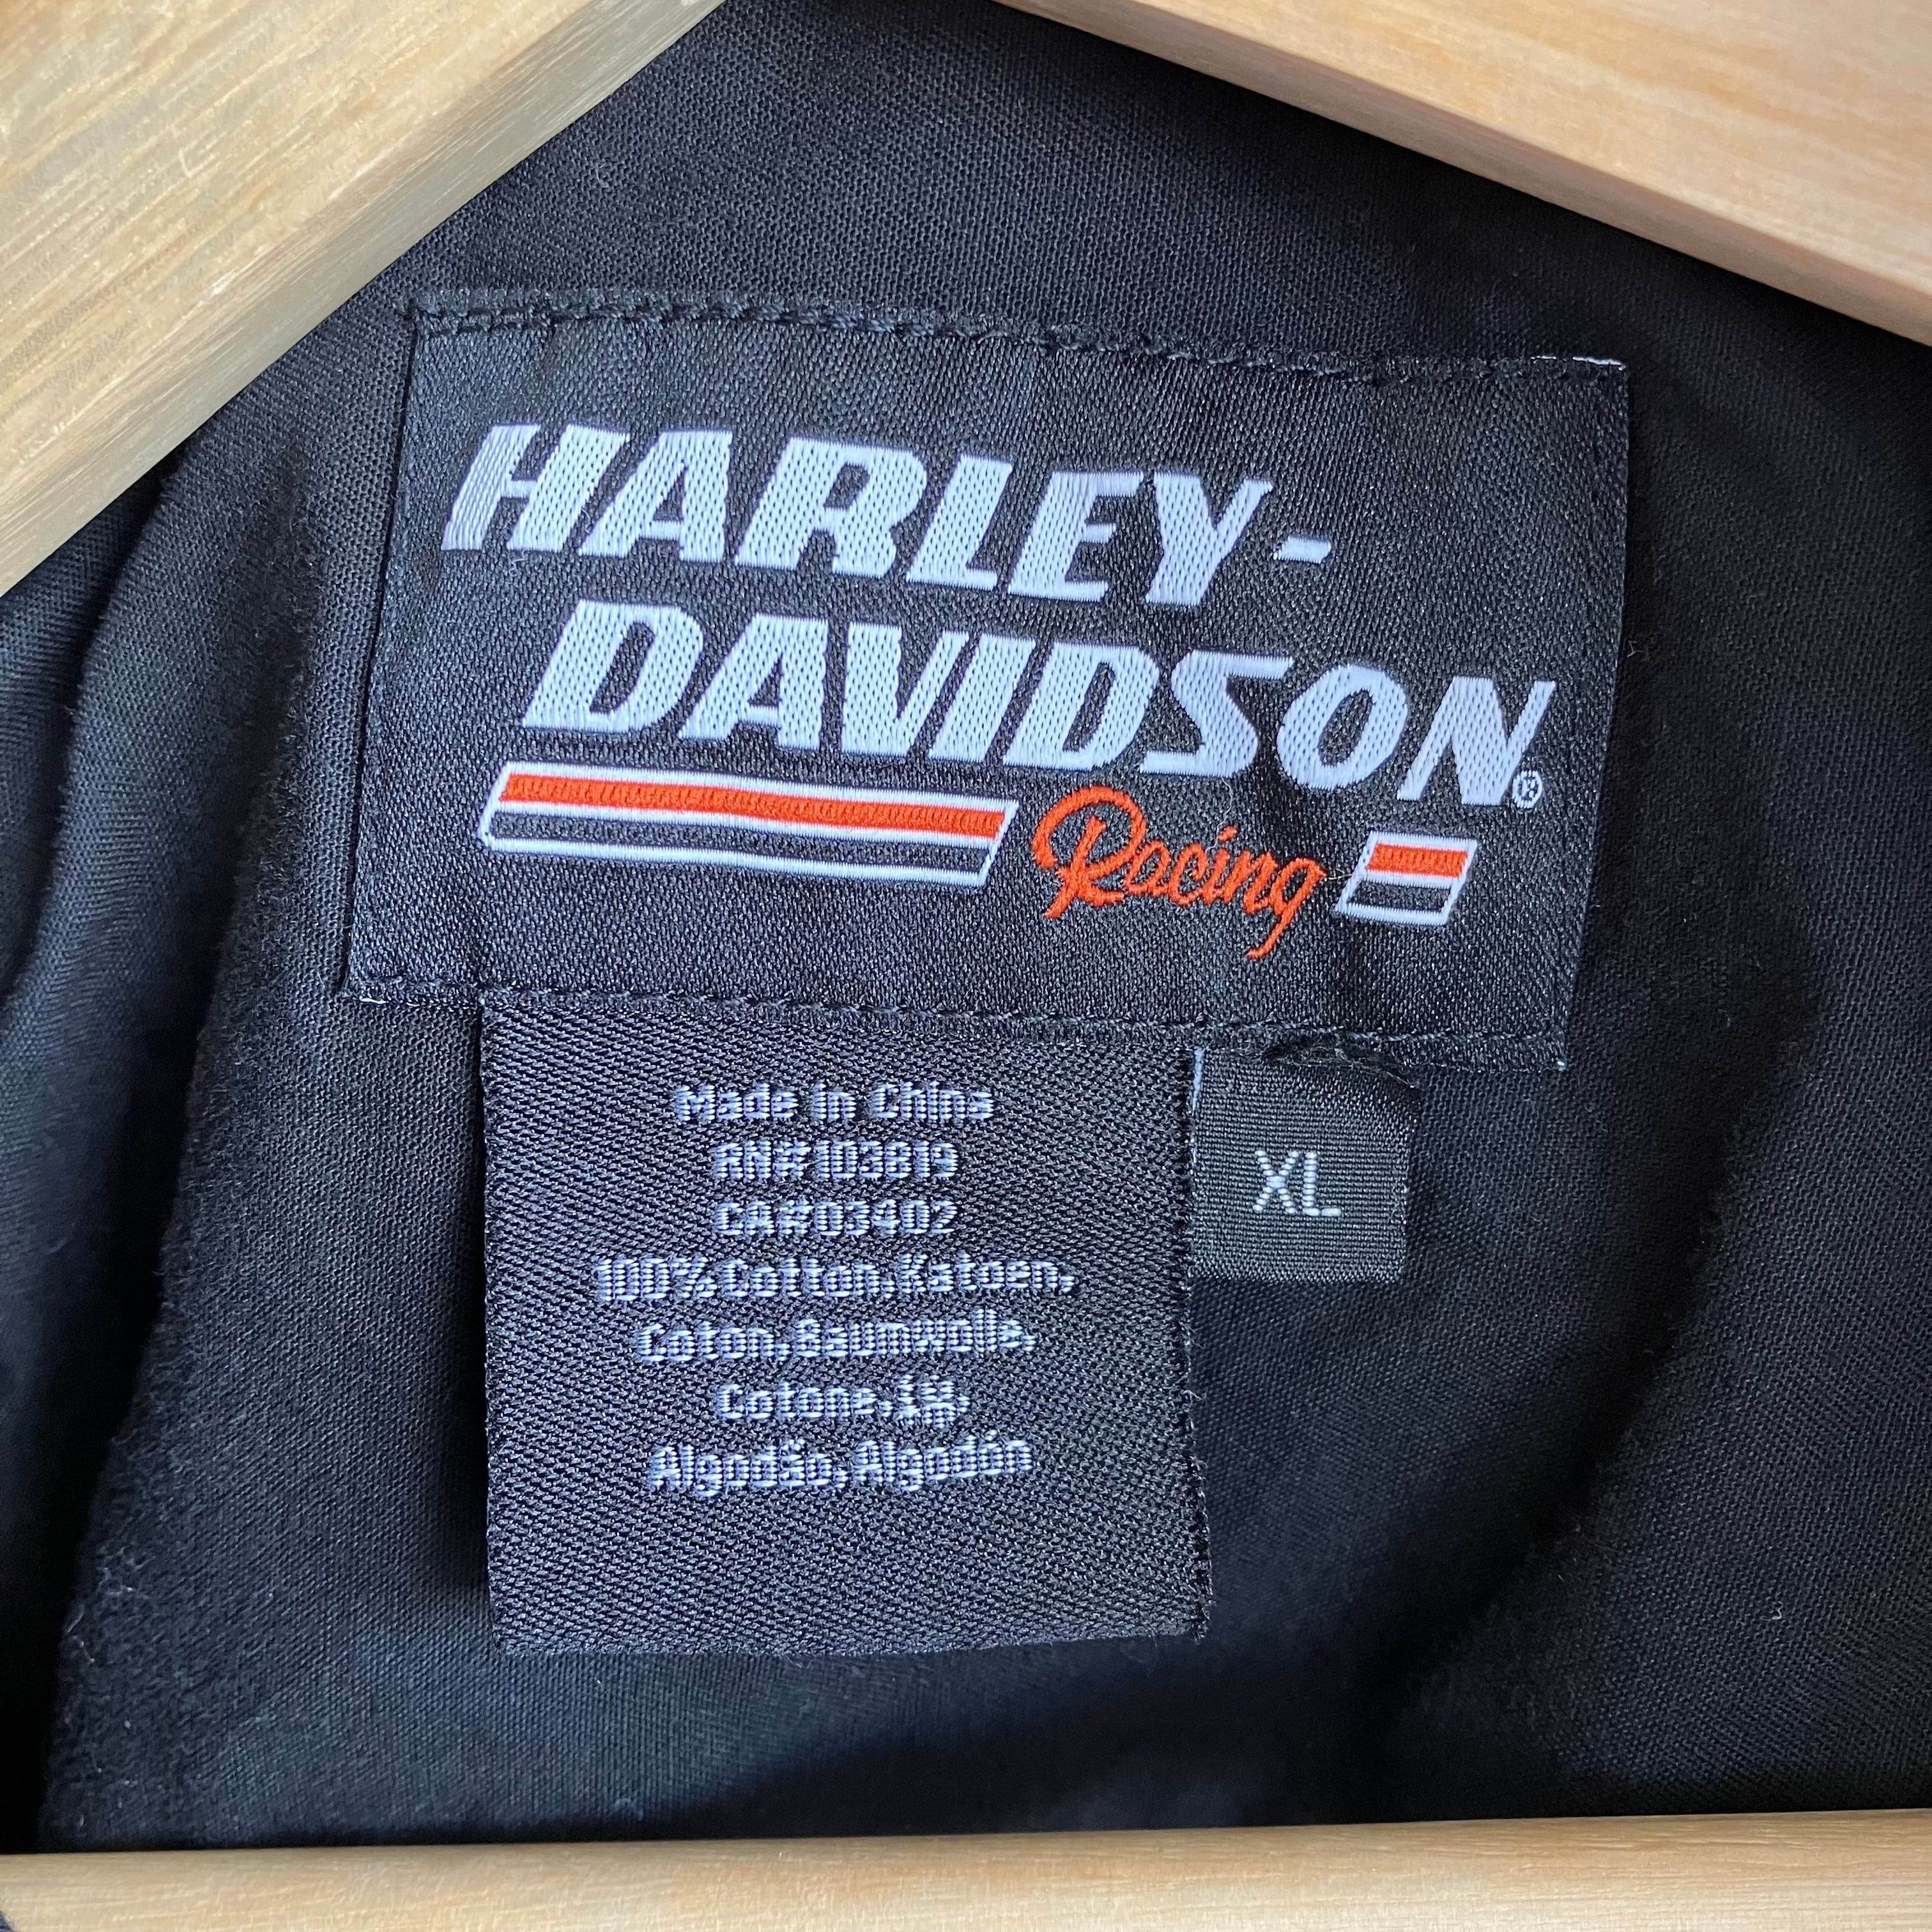 HARLEY-
DAVIDSON®
Racing
Made in China
RN#103819
CA#03402
XL
100% Cotton, Katoen,
Coton, Baumwolle,
Cotone,
Algodão, Algodón